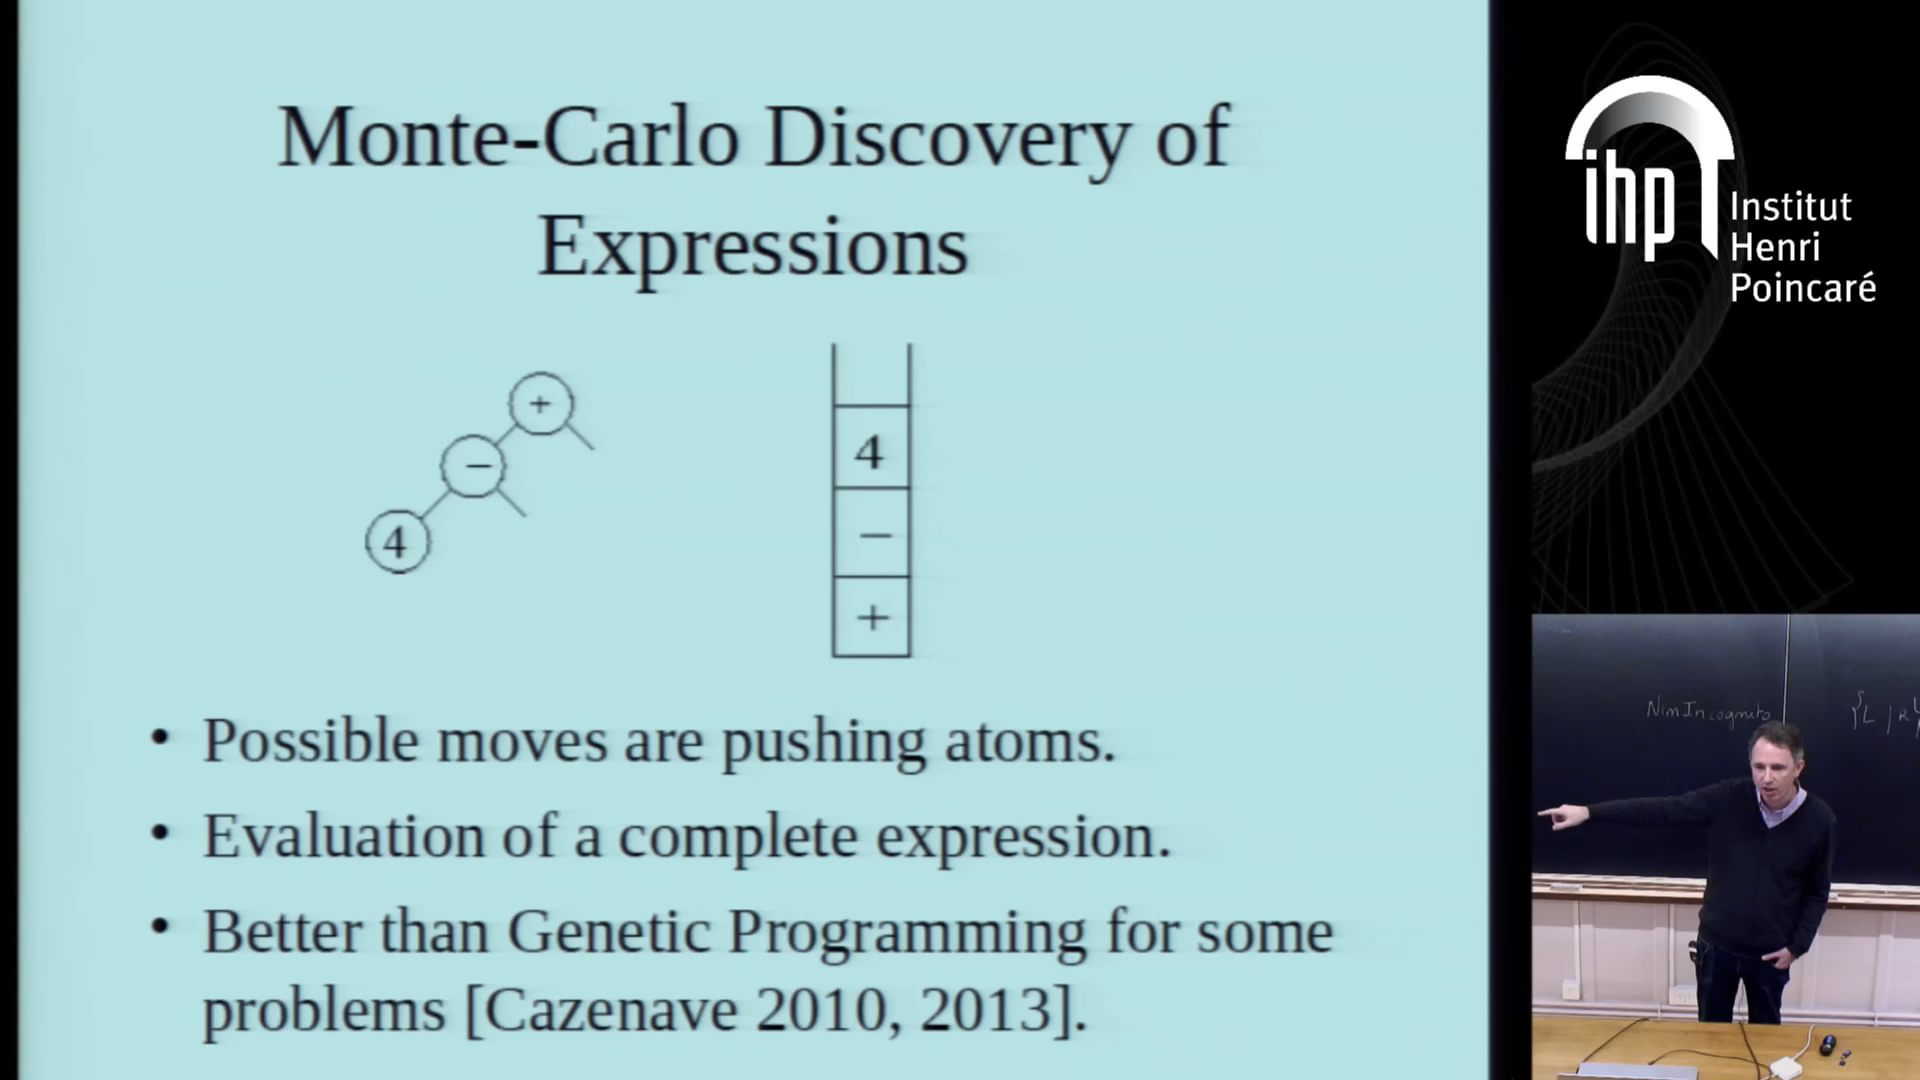 Monte-Carlo Discovery of
Expressions
+
−
4
4
−
+
• Possible moves are pushing atoms.
• Evaluation of a complete expression.
• Better than Genetic Programming for some
problems [Cazenave 2010, 2013].
ihp
Institut
Henri
Poincaré
NimIncognito